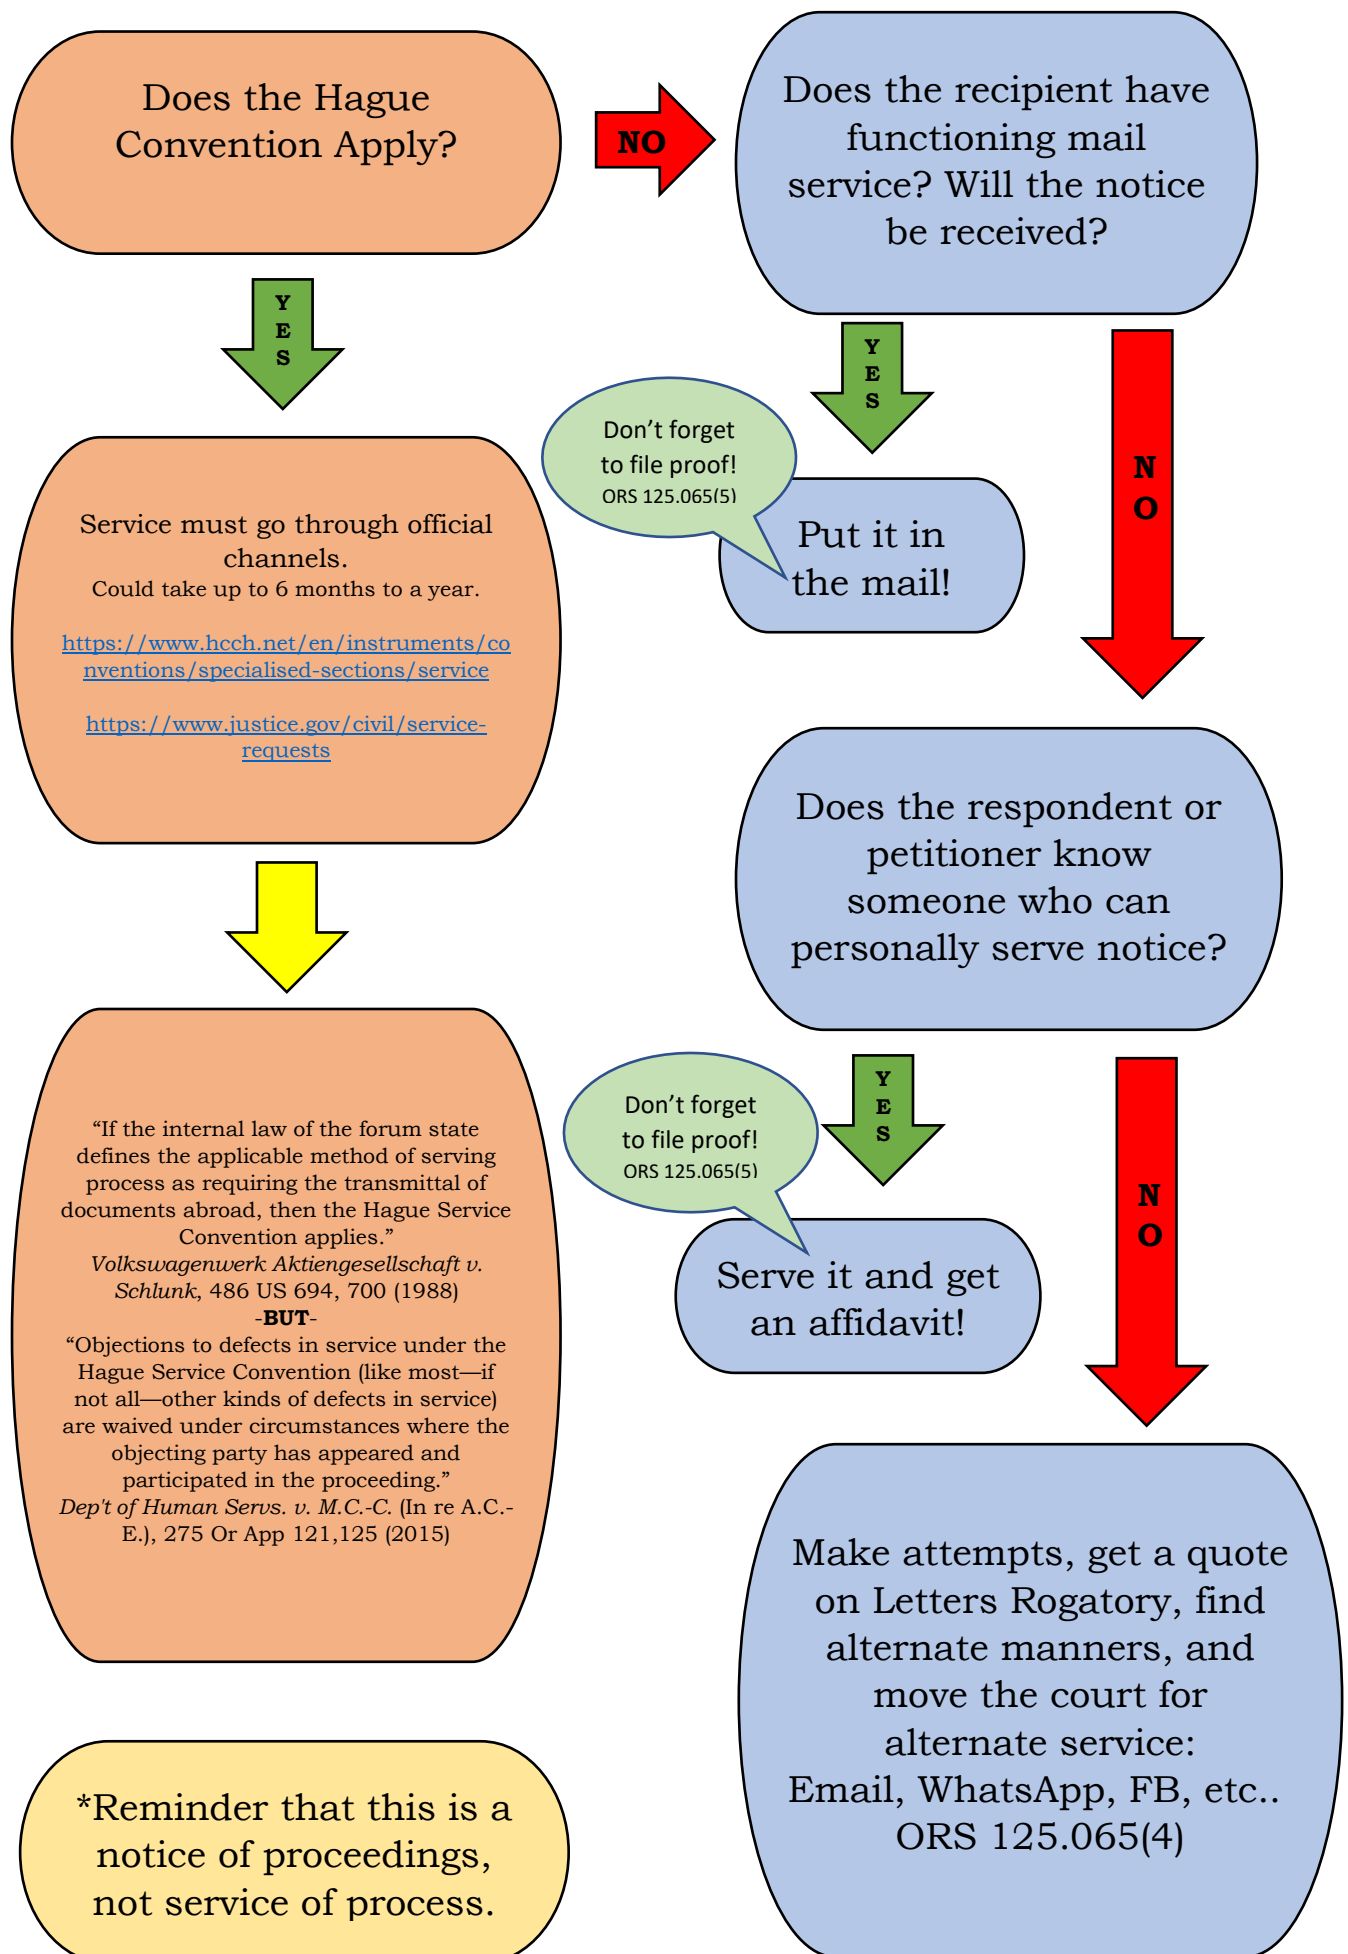 Does the Hague
Convention Apply?
NO
Does the recipient have
functioning mail
service? Will the notice
be received?
Y
E
S
Y
E
S
N
O
Don’t forget
to file proof!
ORS 125.065(5)
Put it in
the mail!
Service must go through official
channels.
Could take up to 6 months to a year.
https://www.hcch.net/en/instruments/co
nventions/specialised-sections/service
https://www.justice.gov/civil/service-
requests
Does the respondent or
petitioner know
someone who can
personally serve notice?
Y
E
S
N
O
Don’t forget
to file proof!
ORS 125.065(5)
Serve it and get
an affidavit!
“If the internal law of the forum state
defines the applicable method of serving
process as requiring the transmittal of
documents abroad, then the Hague Service
Convention applies.”
Volkswagenwerk Aktiengesellschaft v.
Schlunk, 486 US 694, 700 (1988)
-BUT-
“Objections to defects in service under the
Hague Service Convention (like most—if
not all—other kinds of defects in service)
are waived under circumstances where the
objecting party has appeared and
participated in the proceeding.”
Dep't of Human Servs. v. M.C.-C. (In re A.C.-
E.), 275 Or App 121,125 (2015)
Make attempts, get a quote
on Letters Rogatory, find
alternate manners, and
move the court for
alternate service:
Email, WhatsApp, FB, etc..
ORS 125.065(4)
*Reminder that this is a
notice of proceedings,
not service of process.